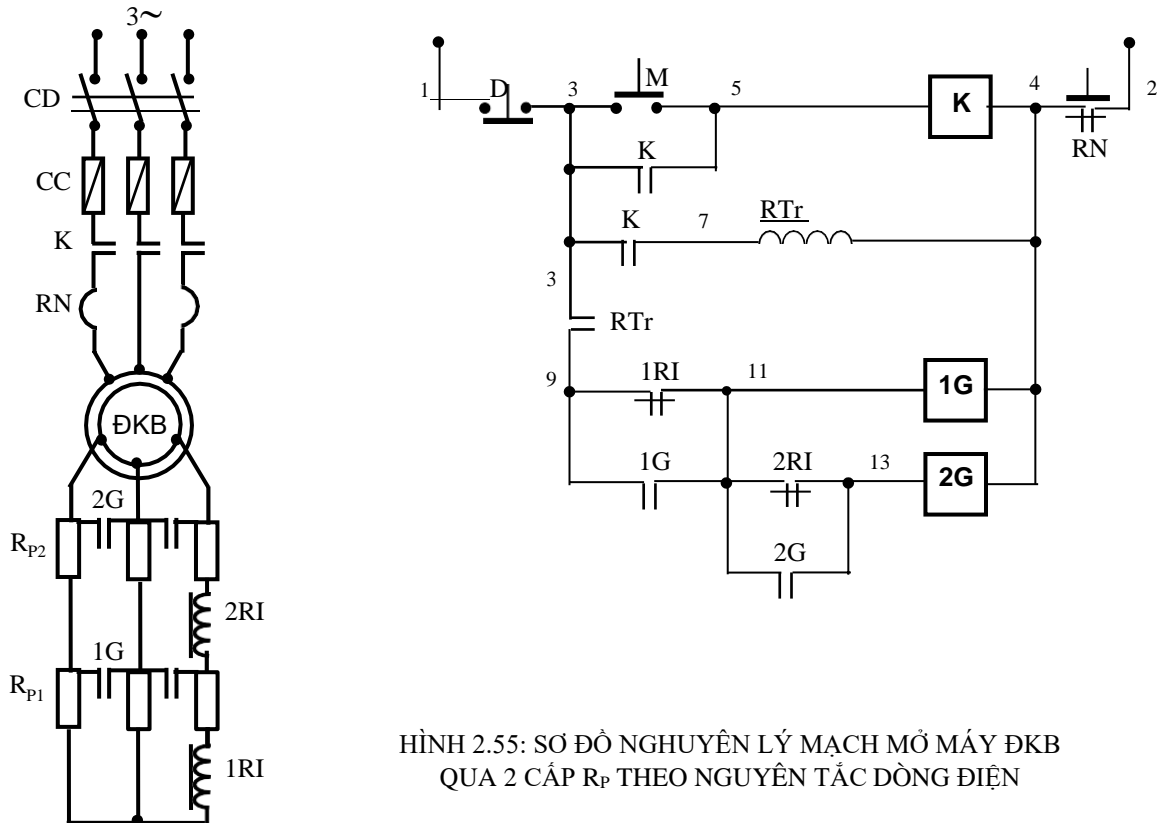 3~
CD
CC
K
RN
ĐKB
2G
R_P2
2RI
1G
R_P1
1RI
1
D
3
M
5
K
4
2
RN
K
K
7
RTr
3
RTr
9
1RI
11
1G
1G
2RI
13
2G
2G
HÌNH 2.55: SƠ ĐỒ NGHUYÊN LÝ MẠCH MỞ MÁY ĐKB
QUA 2 CẤP R_P THEO NGUYÊN TẮC DÒNG ĐIỆN